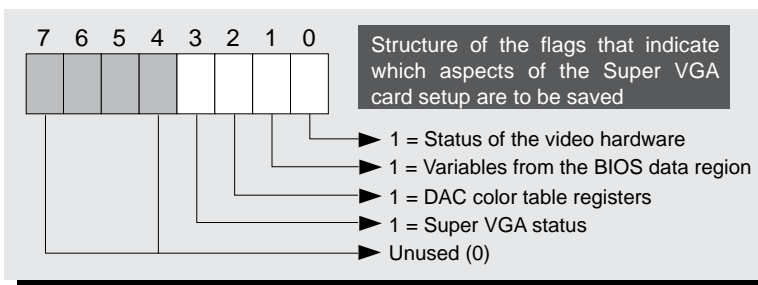 7 6 5 4 3 2 1 0
Structure of the flags that indicate
which aspects of the Super VGA
card setup are to be saved
1 = Status of the video hardware
1 = Variables from the BIOS data region
1 = DAC color table registers
1 = Super VGA status
Unused (0)